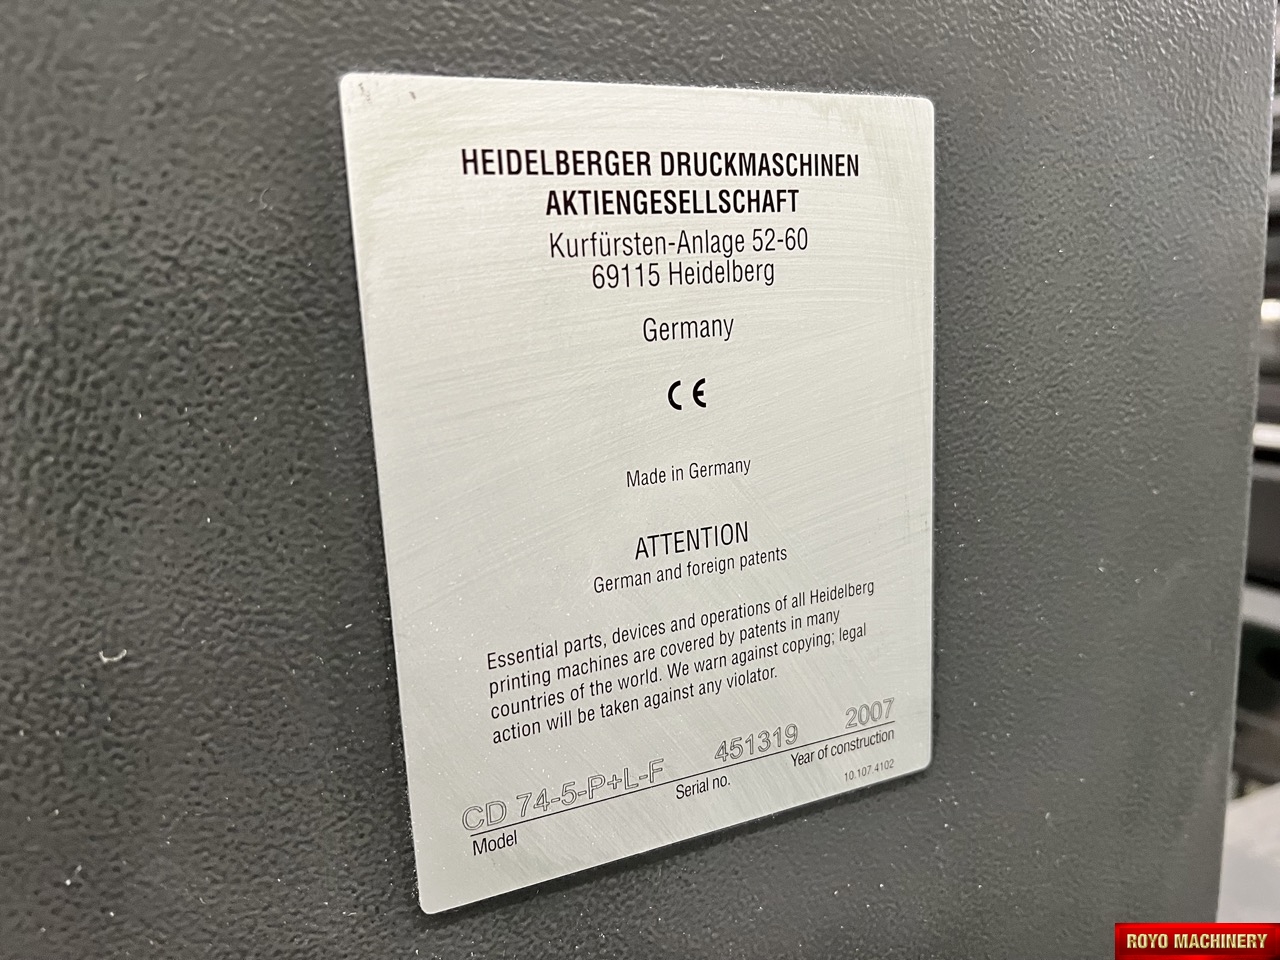 HEIDELBERGER DRUCKMASCHINEN
AKTIENGESELLSCHAFT
Kurfürsten-Anlage 52-60
69115 Heidelberg
Germany
CE
Made in Germany
ATTENTION
German and foreign patents
Essential parts, devices and operations of all Heidelberg
printing machines are covered by patents in many
countries of the world. We warn against copying; legal
action will be taken against any violator.
CD 74-5-P+L-F 451319 2007
Model Serial no. Year of construction
10.107.4102
ROYO MACHINERY